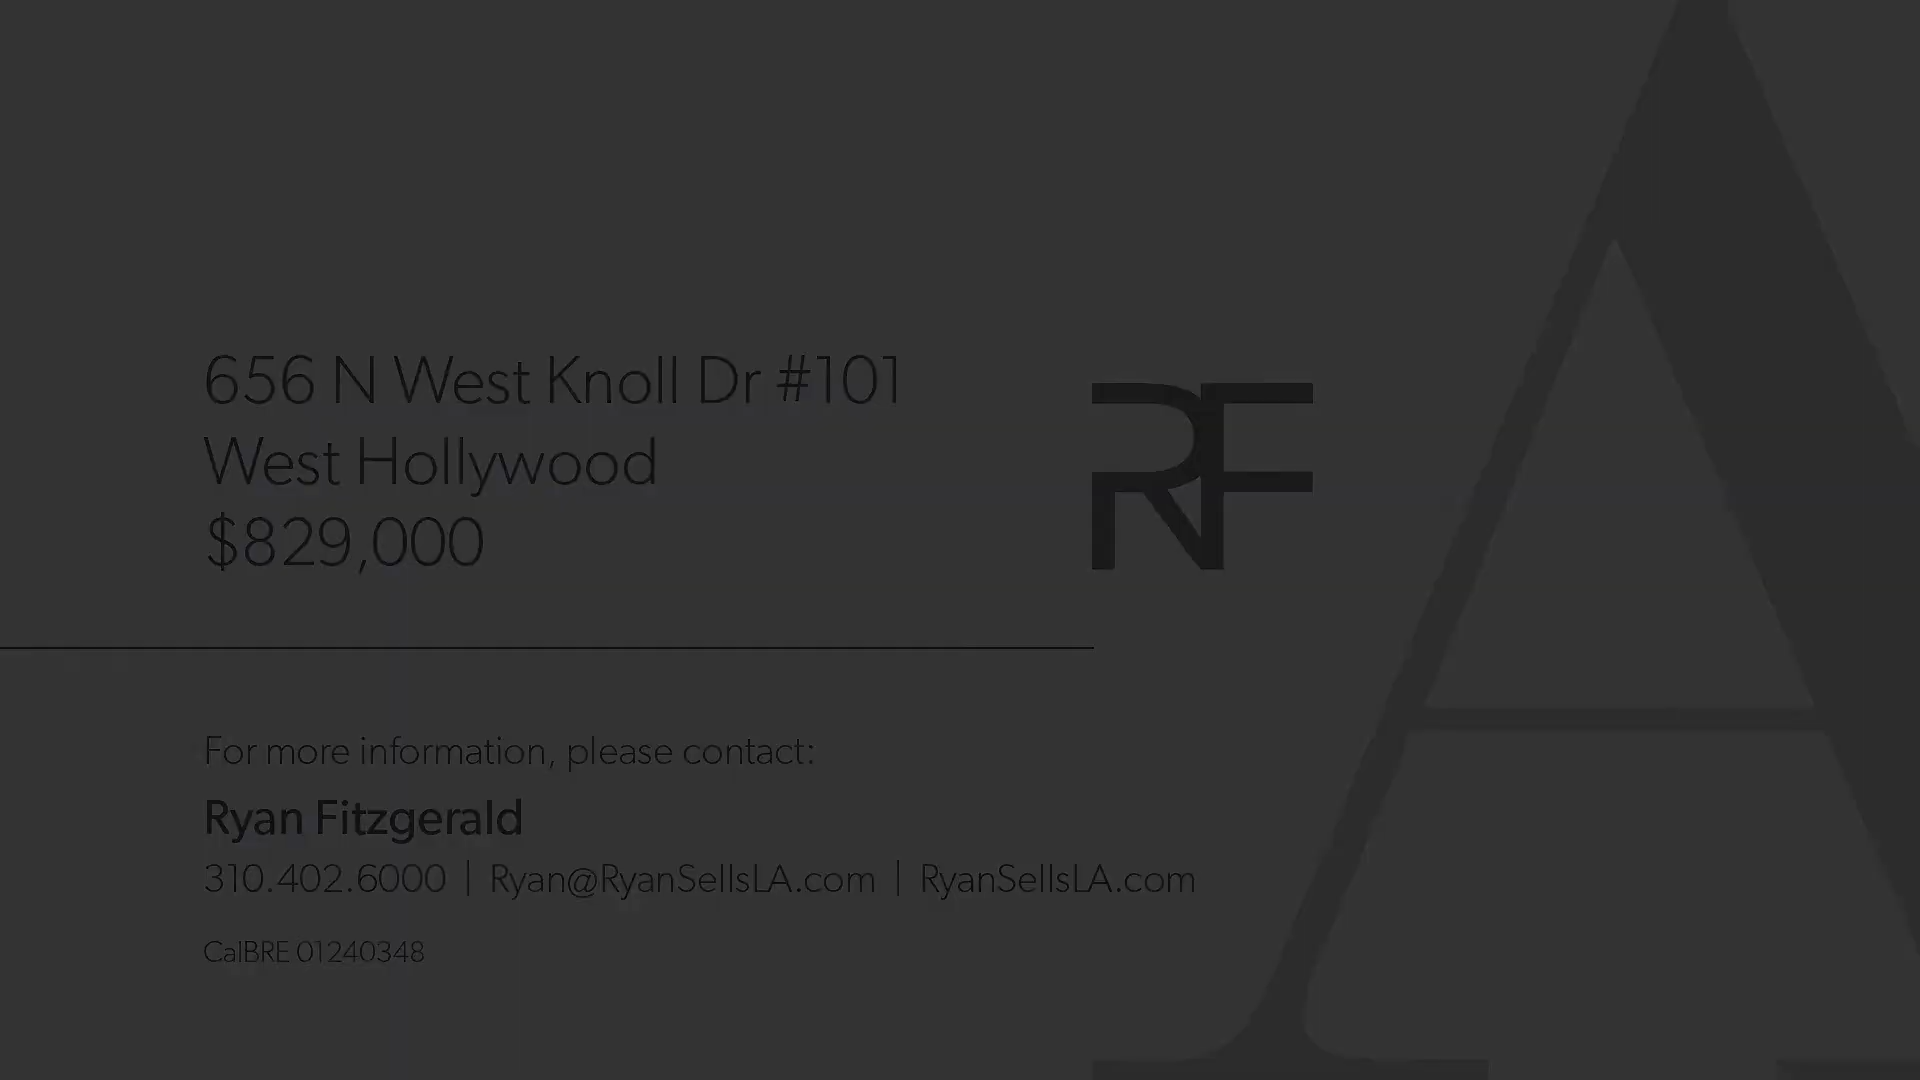 656 N West Knoll Dr #101
West Hollywood
$829,000
RF
For more information, please contact:
Ryan Fitzgerald
310.402.6000 | Ryan@RyanSellsLA.com | RyanSellsLA.com
CalBRE 01240348
A